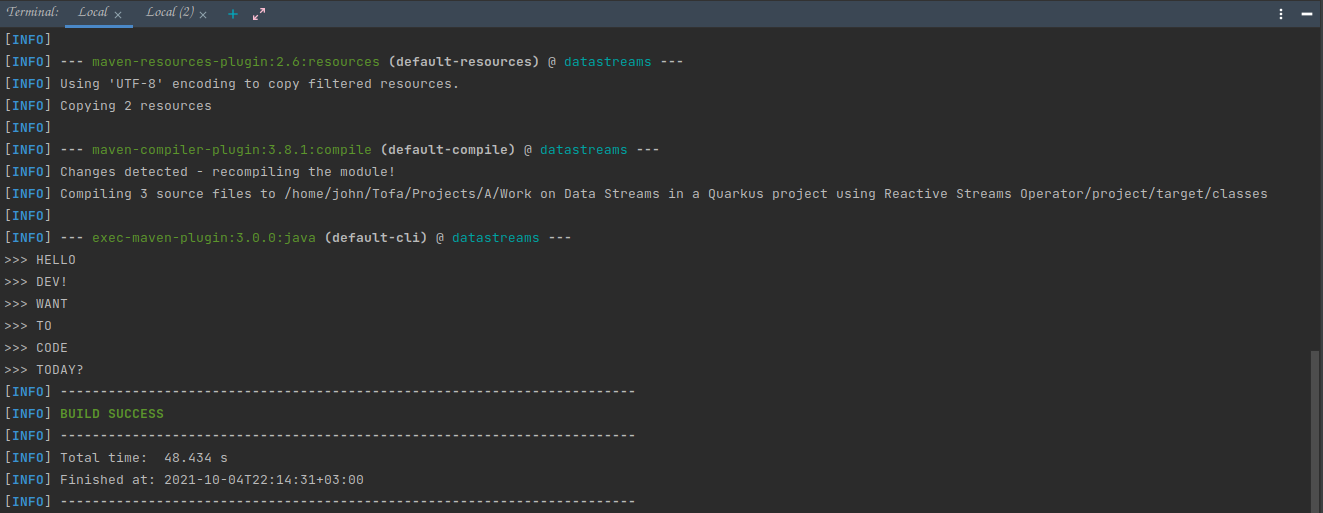 Terminal: Local × Local (2) × +
[INFO]
[INFO] --- maven-resources-plugin:2.6:resources (default-resources) @ datastreams ---
[INFO] Using 'UTF-8' encoding to copy filtered resources.
[INFO] Copying 2 resources
[INFO]
[INFO] --- maven-compiler-plugin:3.8.1:compile (default-compile) @ datastreams ---
[INFO] Changes detected - recompiling the module!
[INFO] Compiling 3 source files to /home/john/Tofa/Projects/A/Work on Data Streams in a Quarkus project using Reactive Streams Operator/project/target/classes
[INFO]
[INFO] --- exec-maven-plugin:3.0.0:java (default-cli) @ datastreams ---
>>> HELLO
>>> DEV!
>>> WANT
>>> TO
>>> CODE
>>> TODAY?
[INFO] ------------------------------------------------------------------------
[INFO] BUILD SUCCESS
[INFO] ------------------------------------------------------------------------
[INFO] Total time:  48.434 s
[INFO] Finished at: 2021-10-04T22:14:31+03:00
[INFO] ------------------------------------------------------------------------